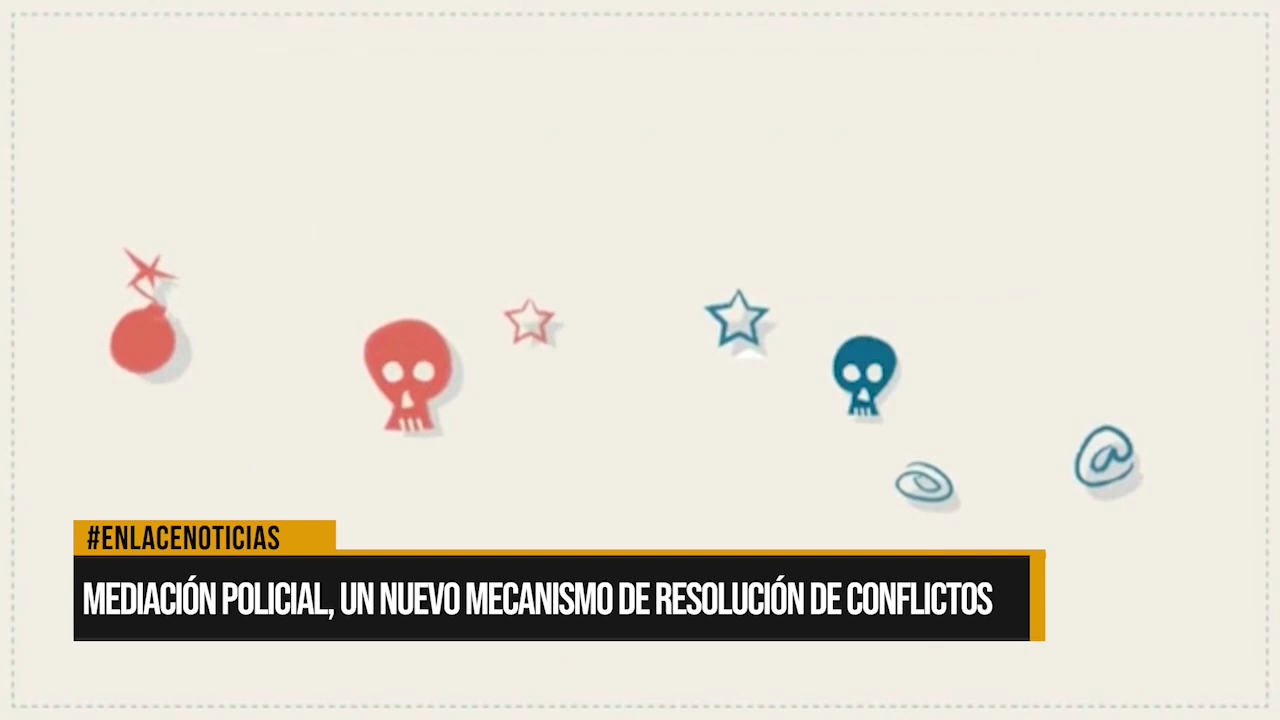 #ENLACENOTICIAS
MEDIACIÓN POLICIAL, UN NUEVO MECANISMO DE RESOLUCIÓN DE CONFLICTOS